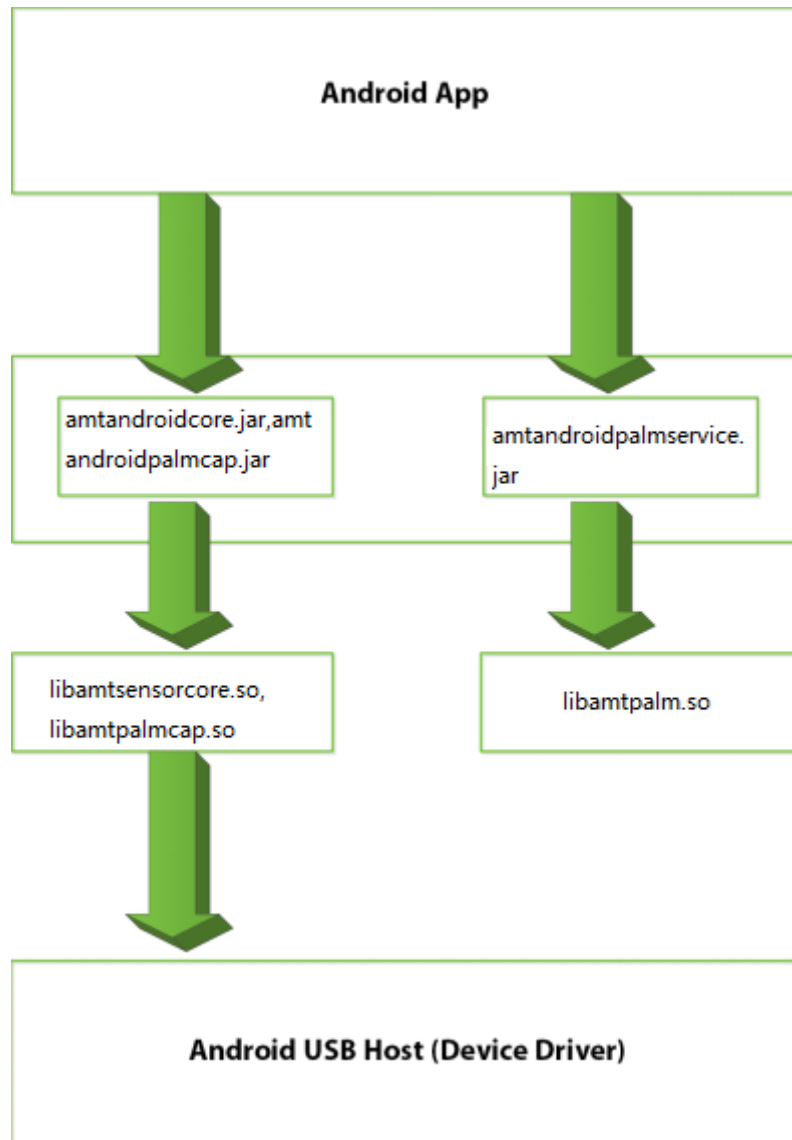 Android App
amtandroidcore.jar,amt
androidpalmcap.jar
amtandroidpalmservice.
jar
libamtsensorcore.so,
libamtpalmcap.so
libamtpalm.so
Android USB Host (Device Driver)